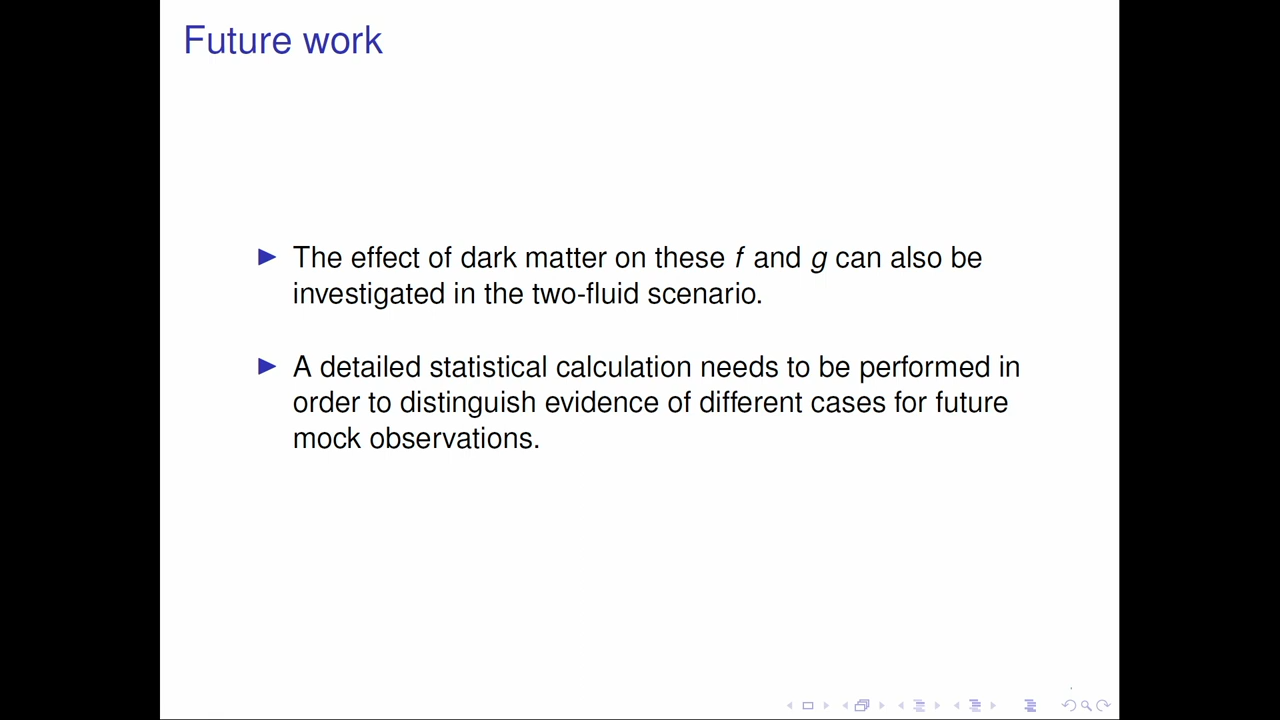 Future work
▶ The effect of dark matter on these f and g can also be
investigated in the two-fluid scenario.
▶ A detailed statistical calculation needs to be performed in
order to distinguish evidence of different cases for future
mock observations.